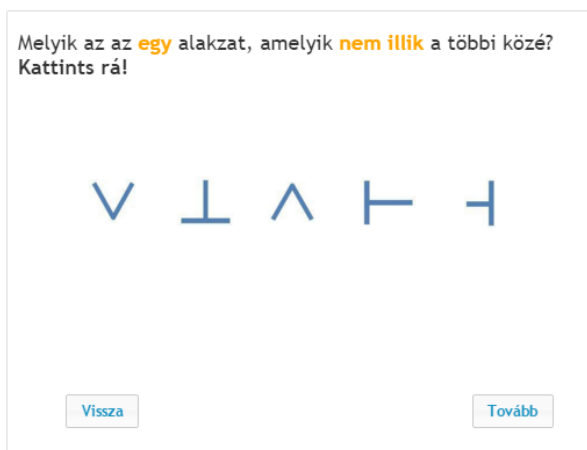 Melyik az az egy alakzat, amelyik nem illik a többi közé?
Kattints rá!
Vissza
Tovább